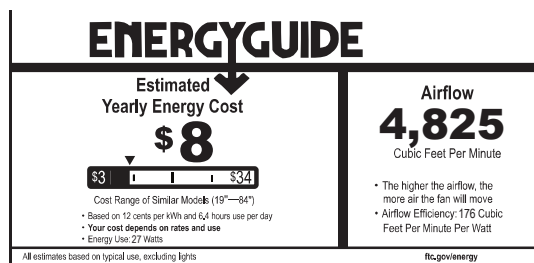 ENERGYGUIDE
Estimated
Yearly Energy Cost
$8
$3 $34
Cost Range of Similar Models (19"—84")
• Based on 12 cents per kWh and 6.4 hours use per day
• Your cost depends on rates and use
• Energy Use: 27 Watts
Airflow
4,825
Cubic Feet Per Minute
• The higher the airflow, the
more air the fan will move
• Airflow Efficiency: 176 Cubic
Feet Per Minute Per Watt
All estimates based on typical use, excluding lights
ftc.gov/energy